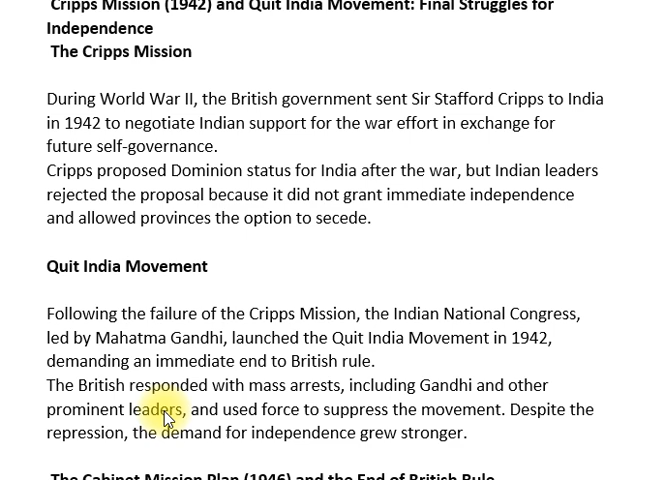 Cripps Mission (1942) and Quit India Movement: Final Struggles for
Independence
The Cripps Mission
During World War II, the British government sent Sir Stafford Cripps to India
in 1942 to negotiate Indian support for the war effort in exchange for
future self-governance.
Cripps proposed Dominion status for India after the war, but Indian leaders
rejected the proposal because it did not grant immediate independence
and allowed provinces the option to secede.
Quit India Movement
Following the failure of the Cripps Mission, the Indian National Congress,
led by Mahatma Gandhi, launched the Quit India Movement in 1942,
demanding an immediate end to British rule.
The British responded with mass arrests, including Gandhi and other
prominent leaders, and used force to suppress the movement. Despite the
repression, the demand for independence grew stronger.
The Cabinet Mission Plan (1946) and the End of British Rule